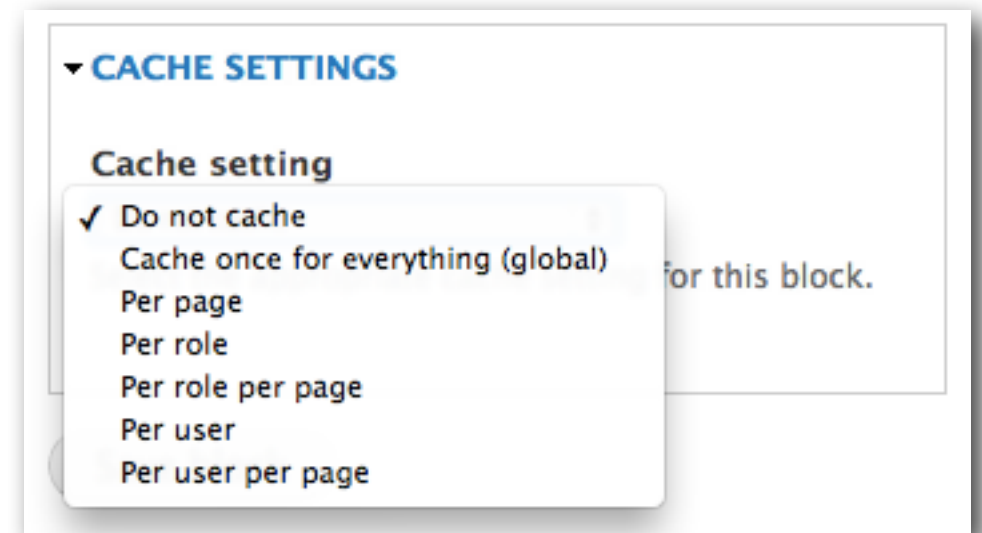 CACHE SETTINGS
Cache setting
✓ Do not cache
Cache once for everything (global)
for this block.
Per page
Per role
Per role per page
Per user
Per user per page